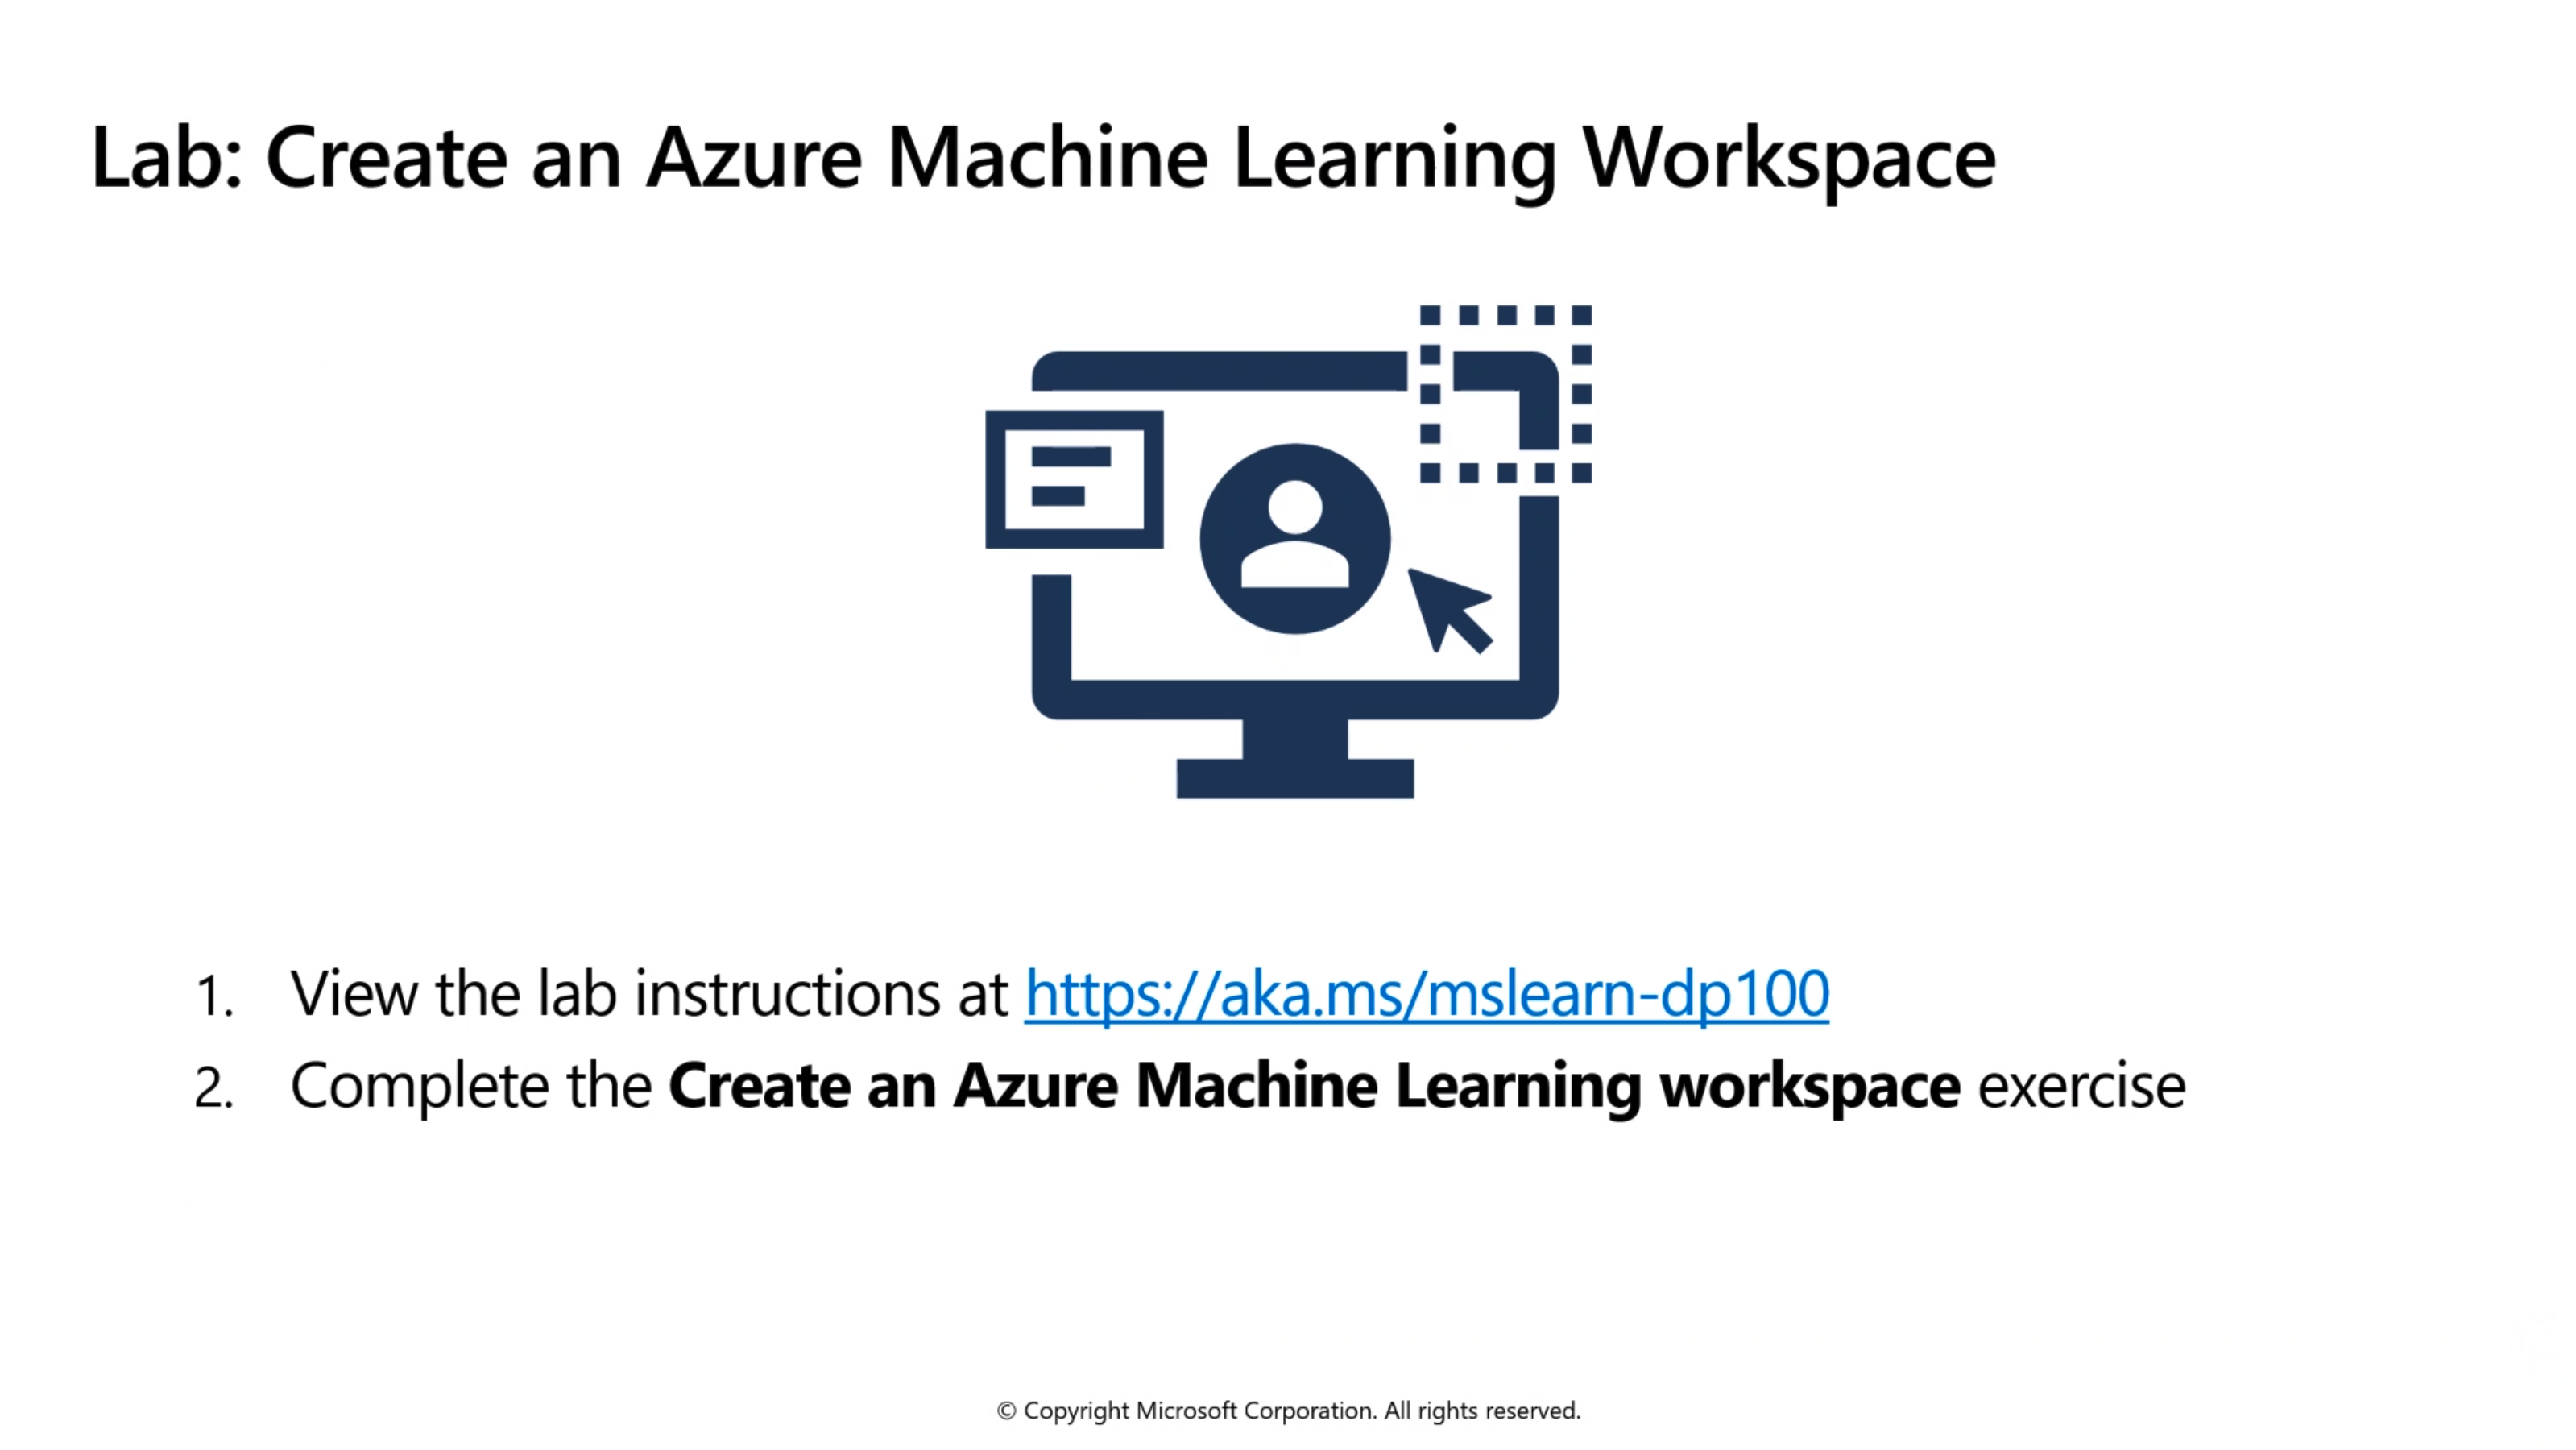 Lab: Create an Azure Machine Learning Workspace
1. View the lab instructions at https://aka.ms/mslearn-dp100
2. Complete the Create an Azure Machine Learning workspace exercise
© Copyright Microsoft Corporation. All rights reserved.